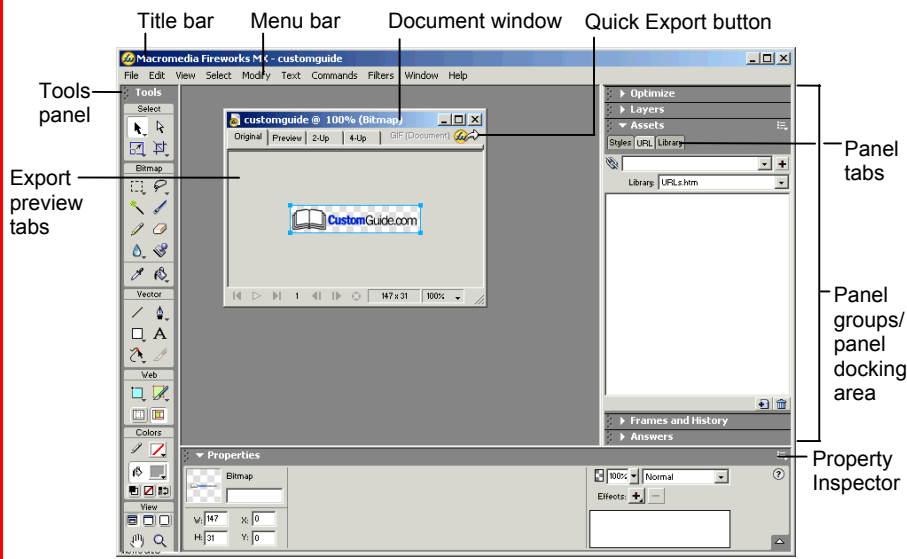 Title bar
Menu bar
Document window
Quick Export button
Macromedia Fireworks MX - customguide
File Edit View Select Modify Text Commands Filters Window Help
Tools panel
Tools
Select
Bitmap
Vector
Web
Colors
View
Export preview tabs
customguide @ 100% (Bitmap)
Original Preview 2-Up 4-Up GIF (Document)
CustomGuide.com
1 147 x 31 100%
Optimize
Layers
Assets
Styles URL Library
Library: URLs.htm
Frames and History
Answers
Panel tabs
Panel groups/ panel docking area
Properties
Bitmap
W: 147 X: 0
H: 31 Y: 0
100% Normal
Effects:
?
Property Inspector